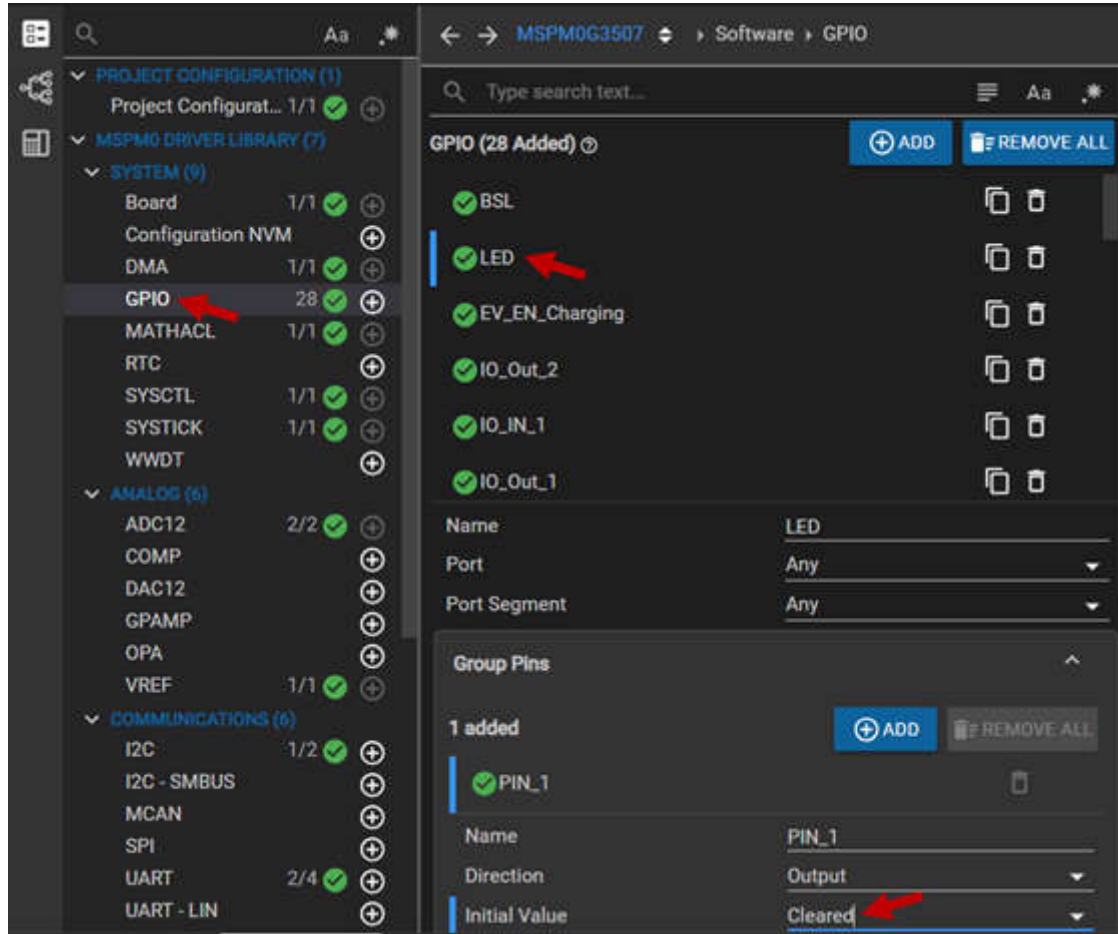 Aa .*
PROJECT CONFIGURATION (1)
Project Configurat... 1/1
MSPM0 DRIVER LIBRARY (7)
SYSTEM (9)
Board 1/1
Configuration NVM
DMA 1/1
GPIO 28
MATHACL 1/1
RTC
SYSCTL 1/1
SYSTICK 1/1
WWDT
ANALOG (6)
ADC12 2/2
COMP
DAC12
GPAMP
OPA
VREF 1/1
COMMUNICATIONS (6)
I2C 1/2
I2C - SMBUS
MCAN
SPI
UART 2/4
UART - LIN
← → MSPM0G3507 › Software › GPIO
Type search text... Aa .*
GPIO (28 Added) ADD REMOVE ALL
BSL
LED
EV_EN_Charging
IO_Out_2
IO_IN_1
IO_Out_1
Name LED
Port Any
Port Segment Any
Group Pins
1 added ADD REMOVE ALL
PIN_1
Name PIN_1
Direction Output
Initial Value Cleared